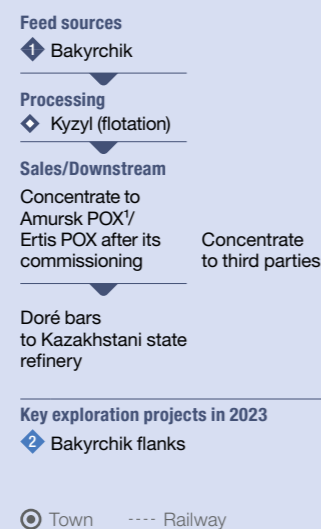 Feed sources
1 Bakyrchik
Processing
Kyzyl (flotation)
Sales/Downstream
Concentrate to
Amursk POX¹/
Ertis POX after its
commissioning
Concentrate
to third parties
Doré bars
to Kazakhstani state
refinery
Key exploration projects in 2023
2 Bakyrchik flanks
Town
Railway